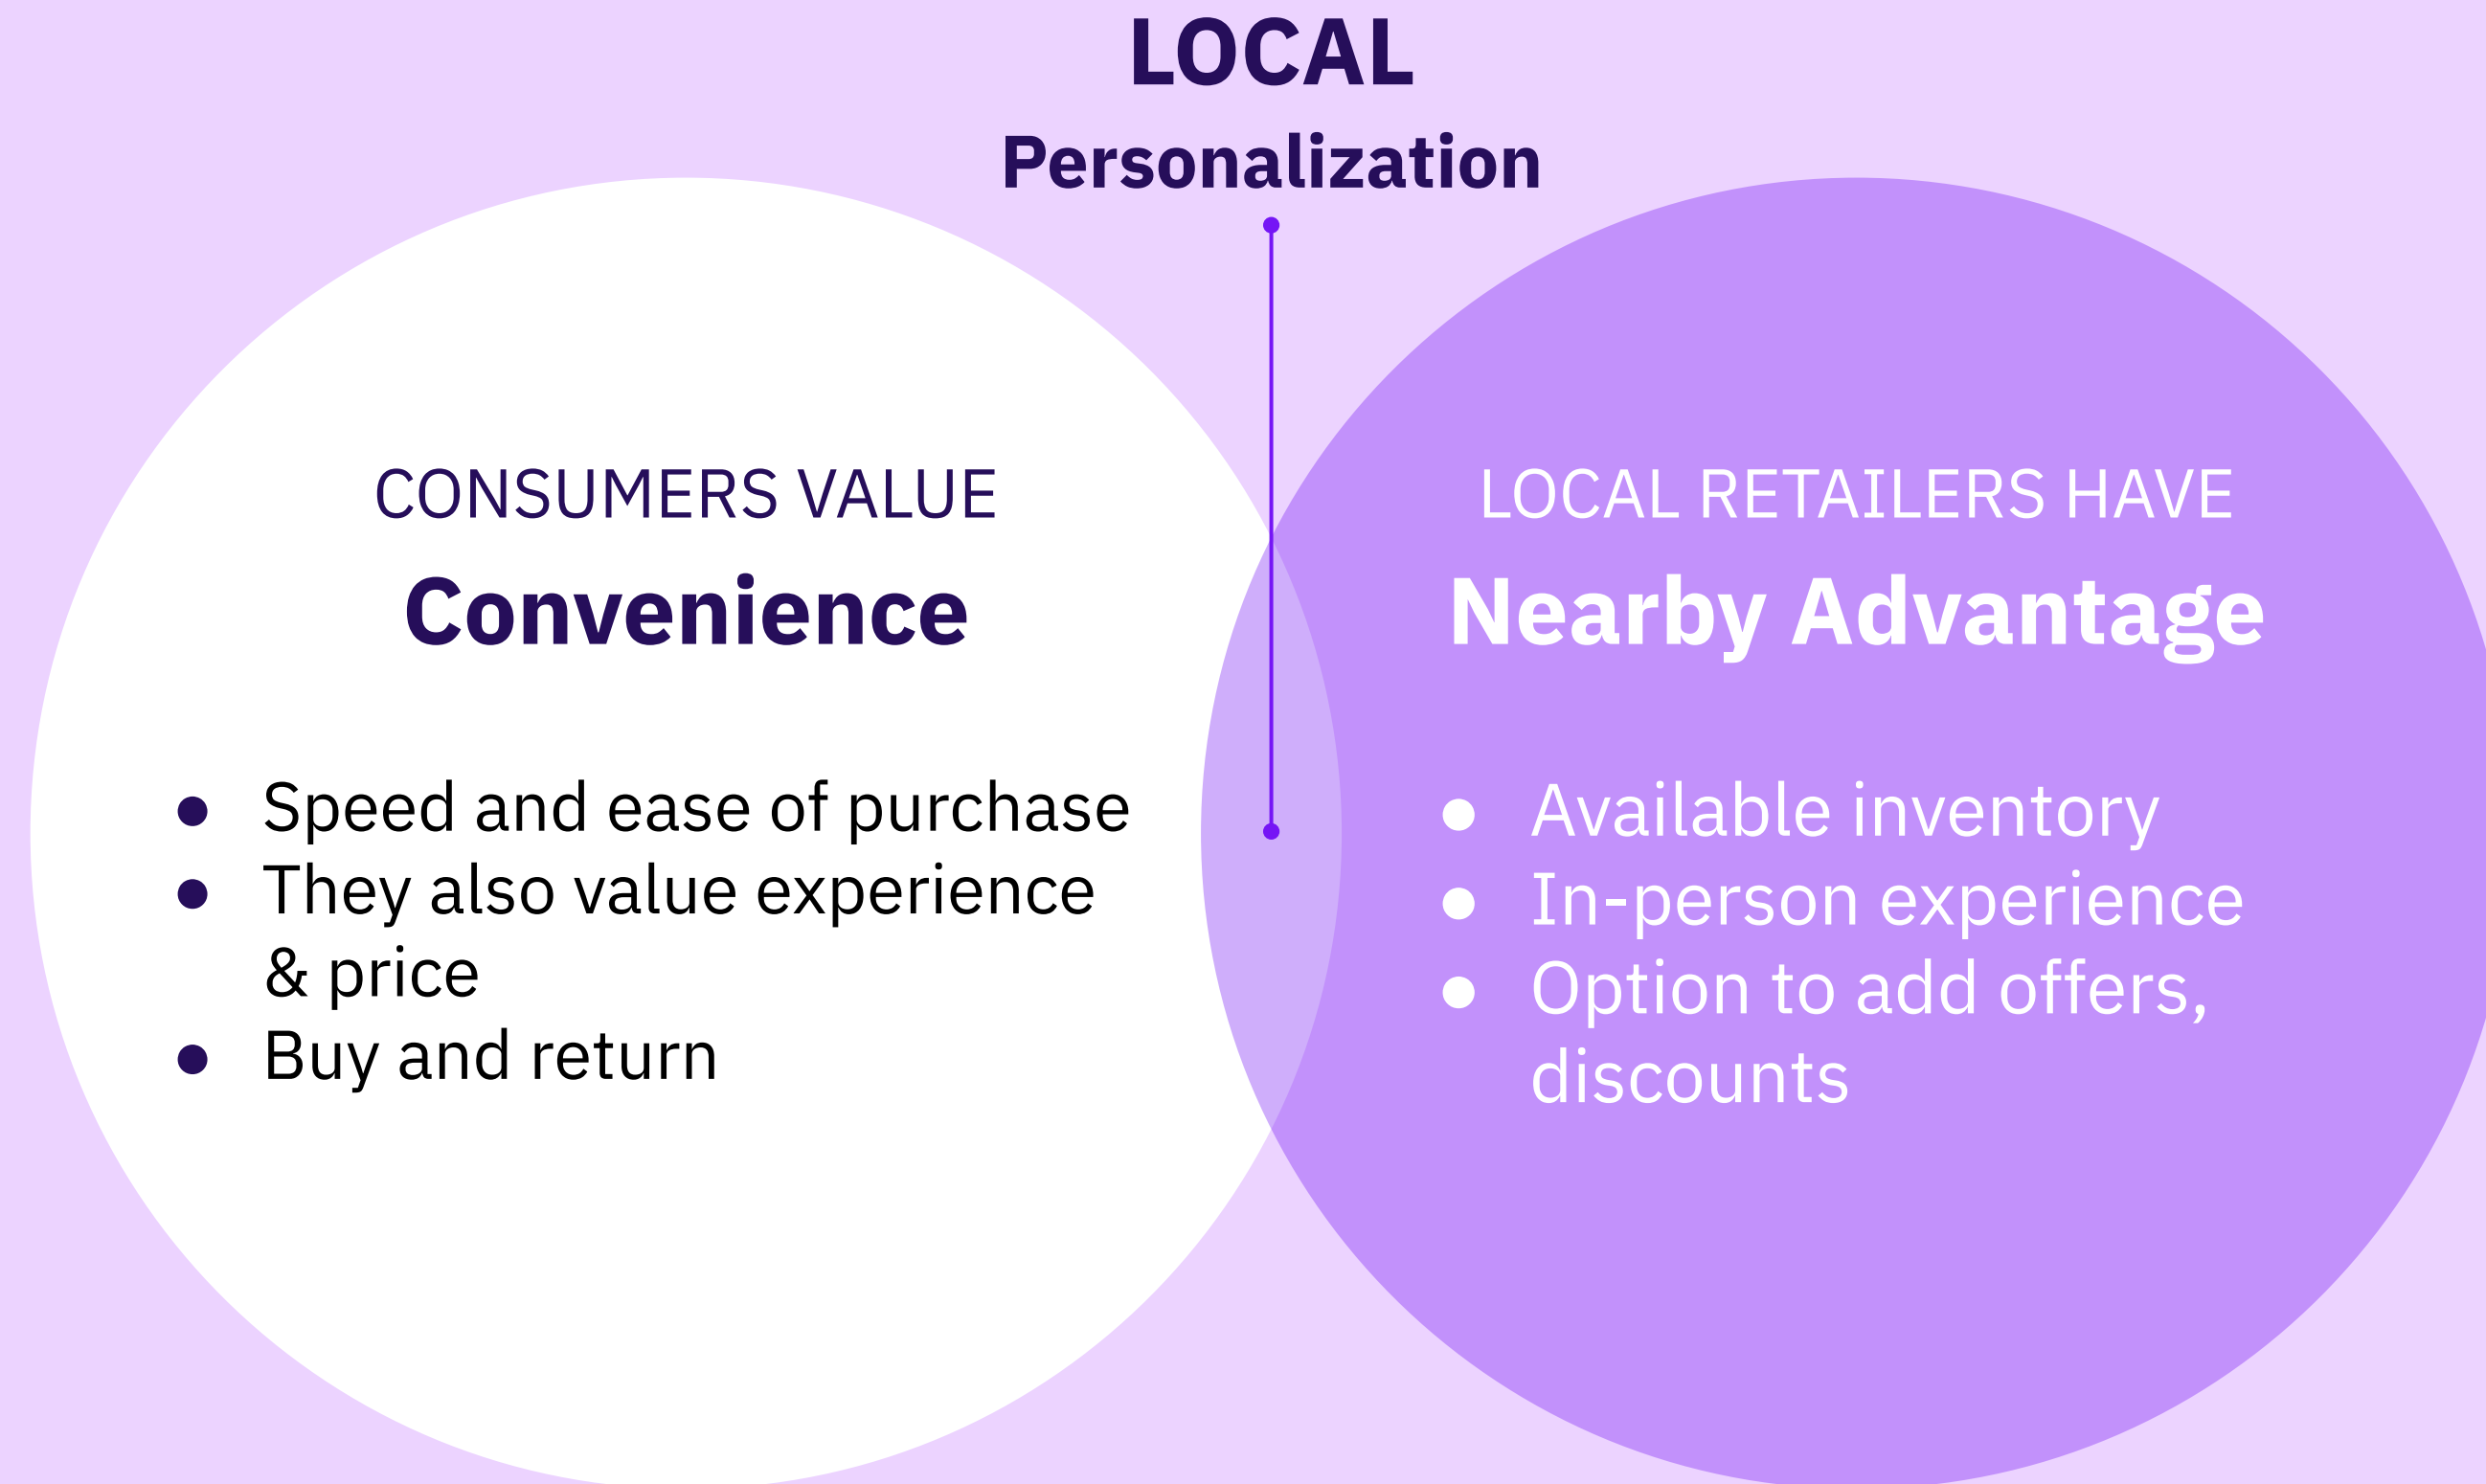 LOCAL
Personalization
CONSUMERS VALUE
Convenience
Speed and ease of purchase
They also value experience
& price
Buy and return
LOCAL RETAILERS HAVE
Nearby Advantage
Available inventory
In-person experience
Option to add offers,
discounts